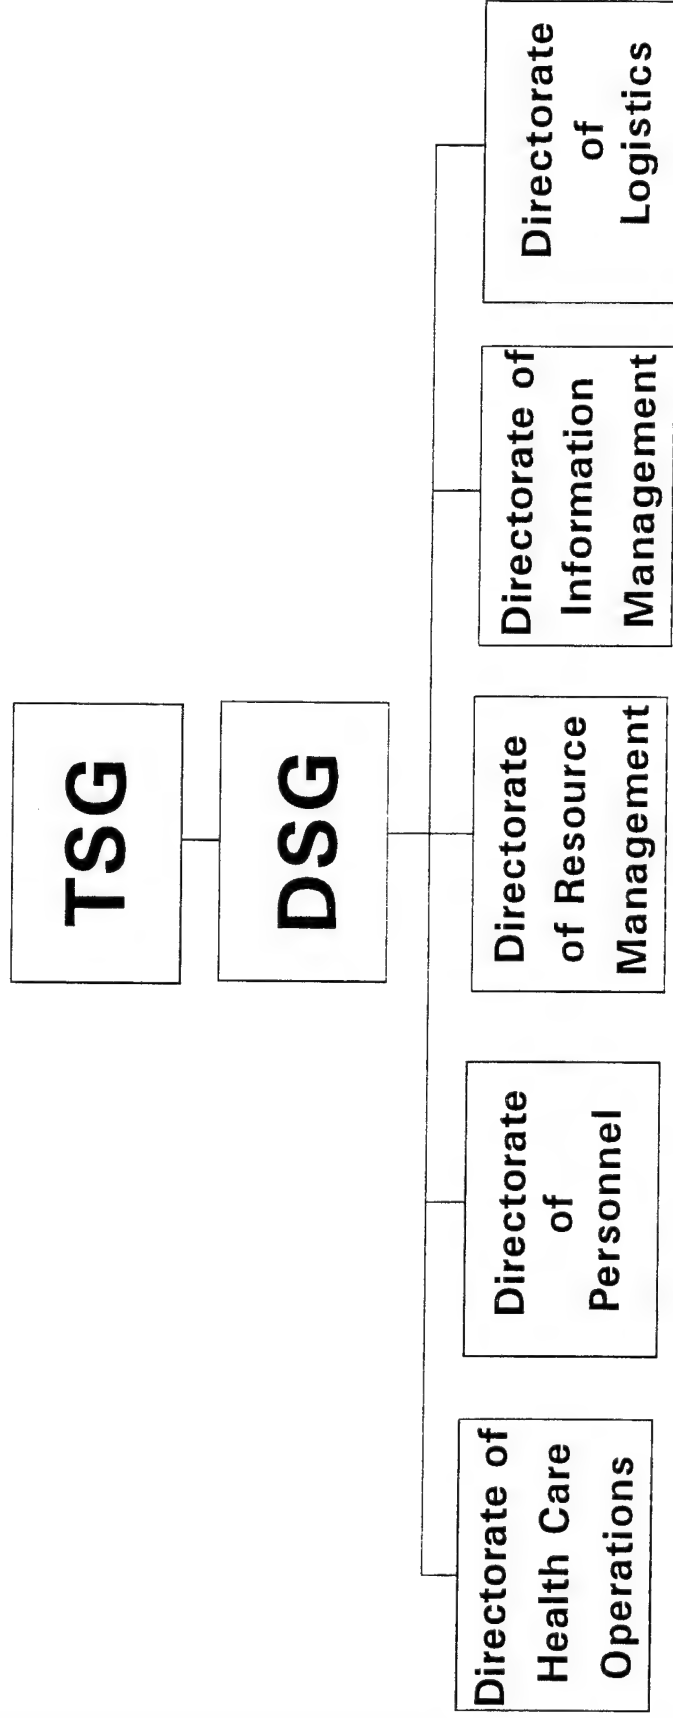 TSG
DSG
Directorate of
Health Care
Operations
Directorate
of
Personnel
Directorate
of Resource
Management
Directorate of
Information
Management
Directorate
of
Logistics